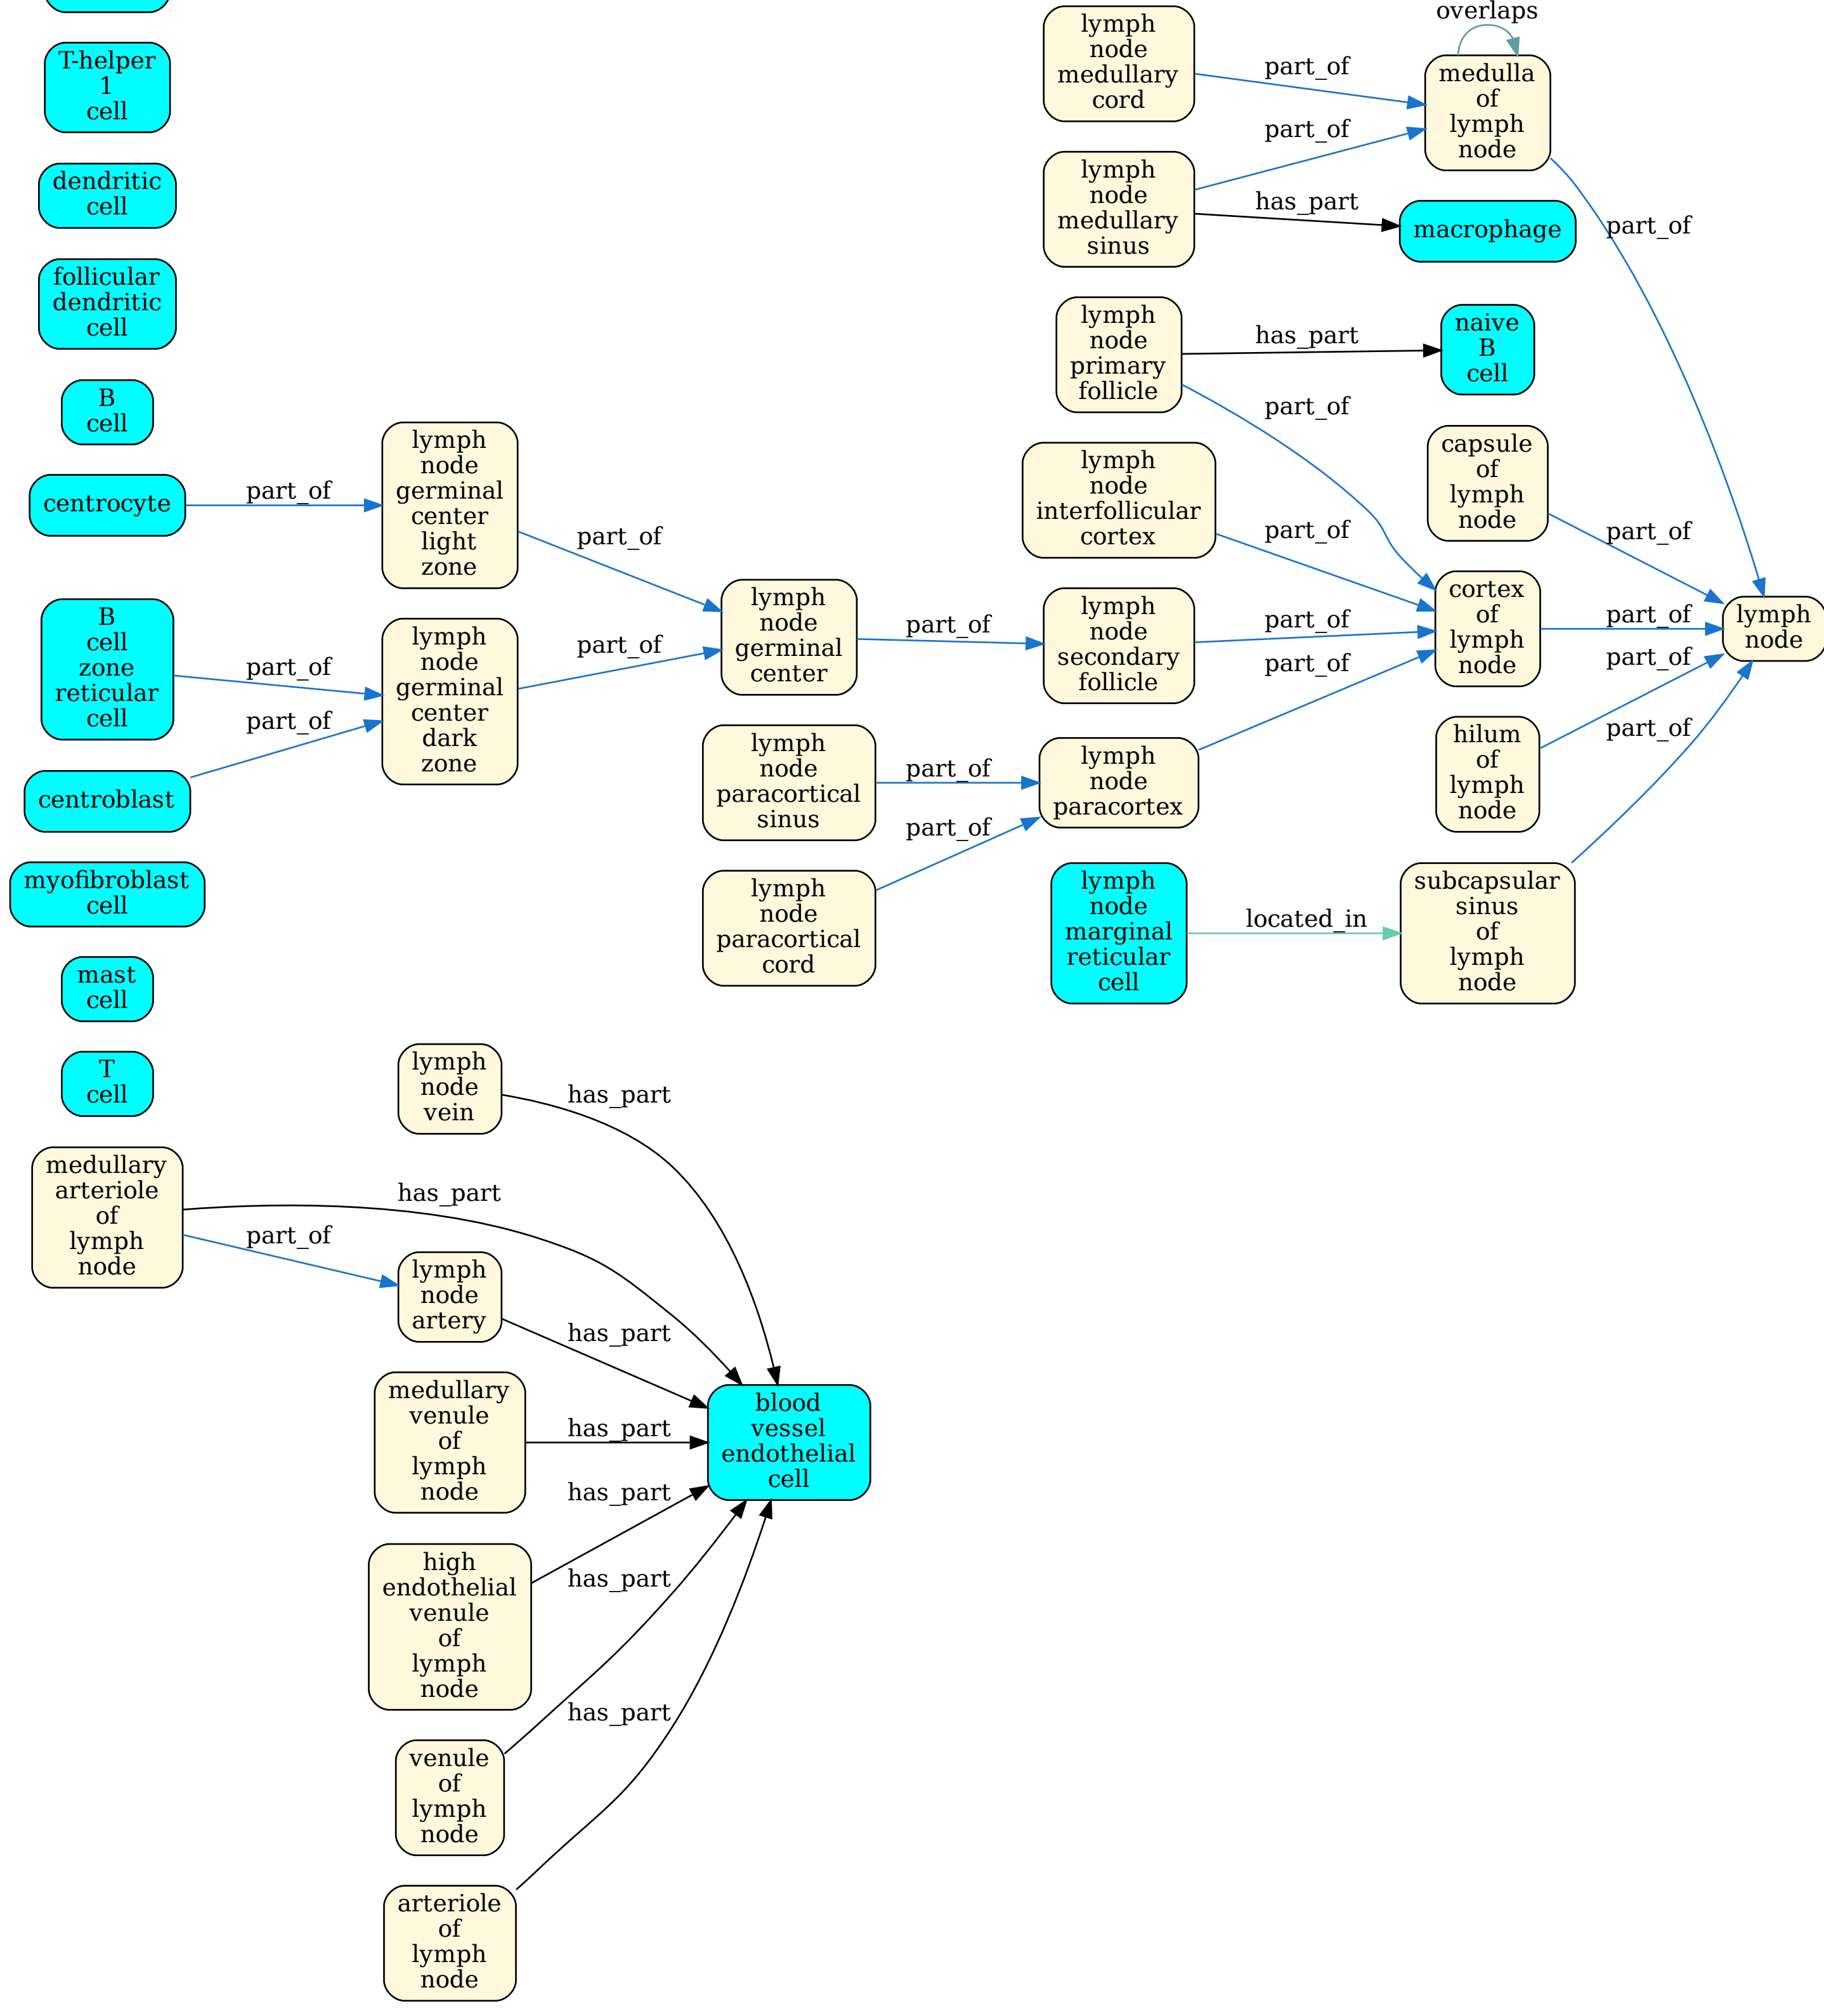 T-helper
1
cell
dendritic
cell
follicular
dendritic
cell
B
cell
centrocyte
part_of
B
cell
zone
reticular
cell
part_of
centroblast
part_of
myofibroblast
cell
mast
cell
T
cell
medullary
arteriole
of
lymph
node
has_part
part_of
lymph
node
germinal
center
light
zone
part_of
lymph
node
germinal
center
dark
zone
part_of
lymph
node
vein
has_part
lymph
node
artery
has_part
medullary
venule
of
lymph
node
has_part
high
endothelial
venule
of
lymph
node
has_part
venule
of
lymph
node
has_part
arteriole
of
lymph
node
has_part
blood
vessel
endothelial
cell
lymph
node
germinal
center
part_of
lymph
node
paracortical
sinus
part_of
lymph
node
paracortical
cord
part_of
lymph
node
medullary
cord
part_of
lymph
node
medullary
sinus
part_of
has_part
lymph
node
primary
follicle
has_part
part_of
lymph
node
interfollicular
cortex
part_of
lymph
node
secondary
follicle
part_of
lymph
node
paracortex
part_of
lymph
node
marginal
reticular
cell
located_in
overlaps
medulla
of
lymph
node
part_of
macrophage
naive
B
cell
capsule
of
lymph
node
part_of
cortex
of
lymph
node
part_of
hilum
of
lymph
node
part_of
subcapsular
sinus
of
lymph
node
part_of
lymph
node